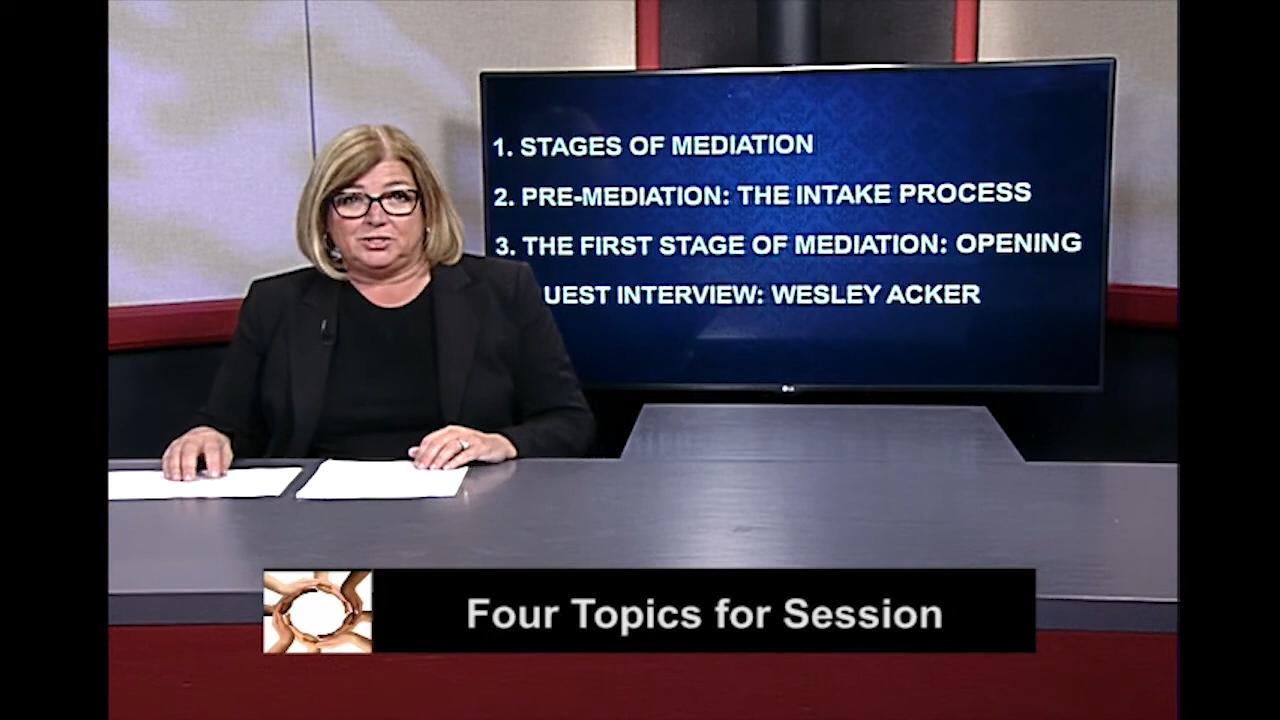 1. STAGES OF MEDIATION
2. PRE-MEDIATION: THE INTAKE PROCESS
3. THE FIRST STAGE OF MEDIATION: OPENING
UEST INTERVIEW: WESLEY ACKER
LG
Four Topics for Session